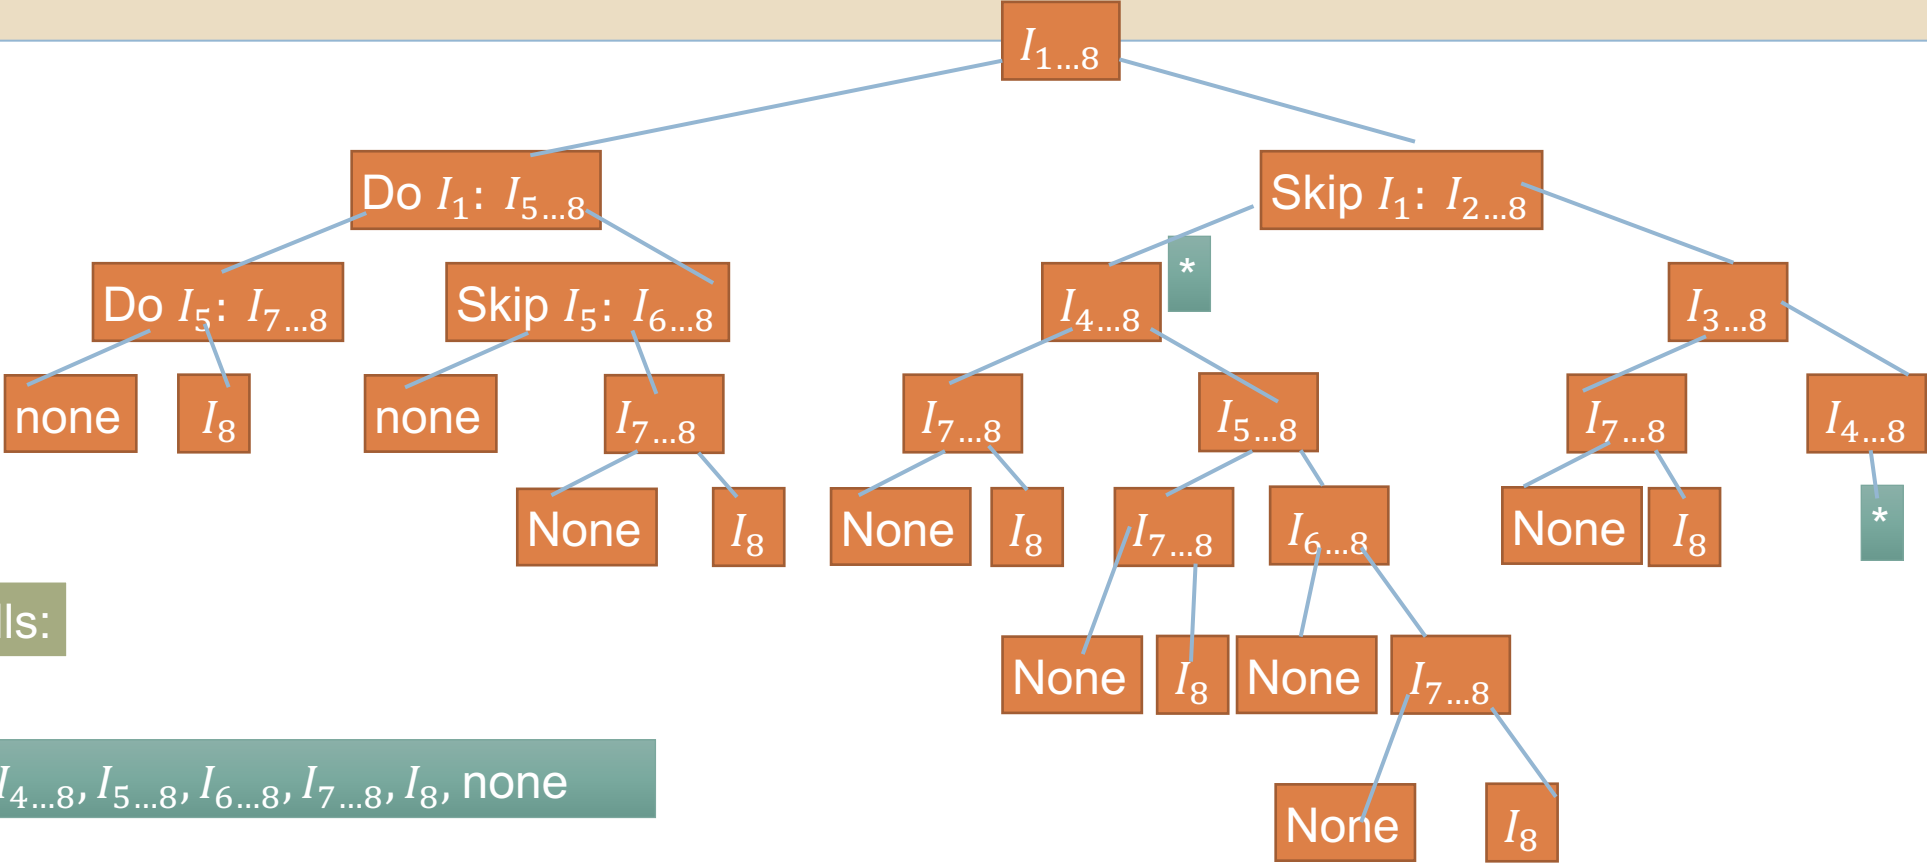 I₁…₈
Do I₁: I₅…₈
Skip I₁: I₂…₈
*
Do I₅: I₇…₈
Skip I₅: I₆…₈
I₄…₈
I₃…₈
none
I₈
none
I₇…₈
I₇…₈
I₅…₈
I₇…₈
I₄…₈
None
I₈
None
I₈
I₇…₈
I₆…₈
None
I₈
*
lls:
None
I₈
None
I₇…₈
I₄…₈, I₅…₈, I₆…₈, I₇…₈, I₈, none
None
I₈